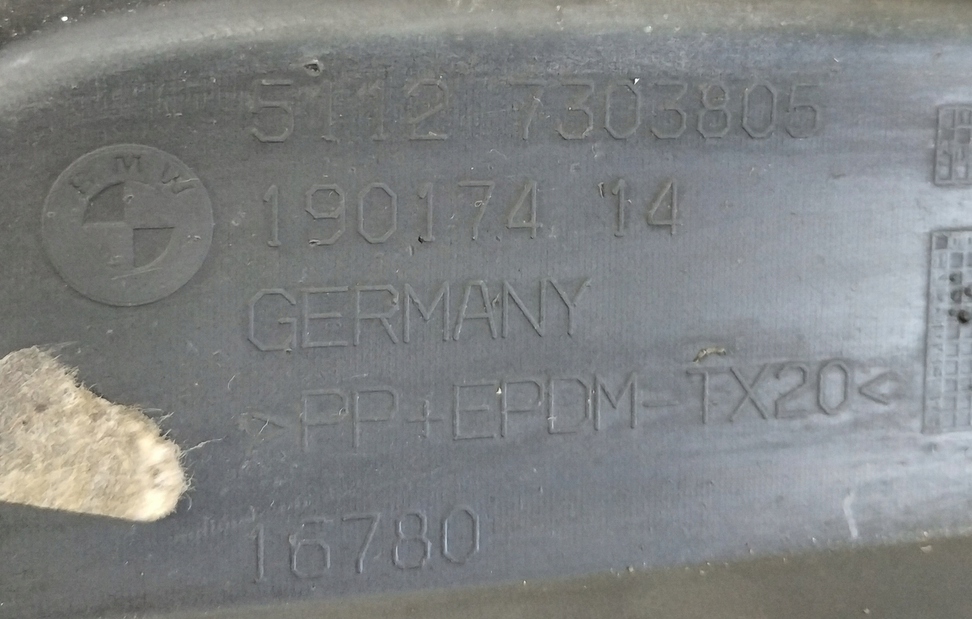 5112 7303805
BMW
190174 14
GERMANY
>PP+EPDM-TX20<
16780